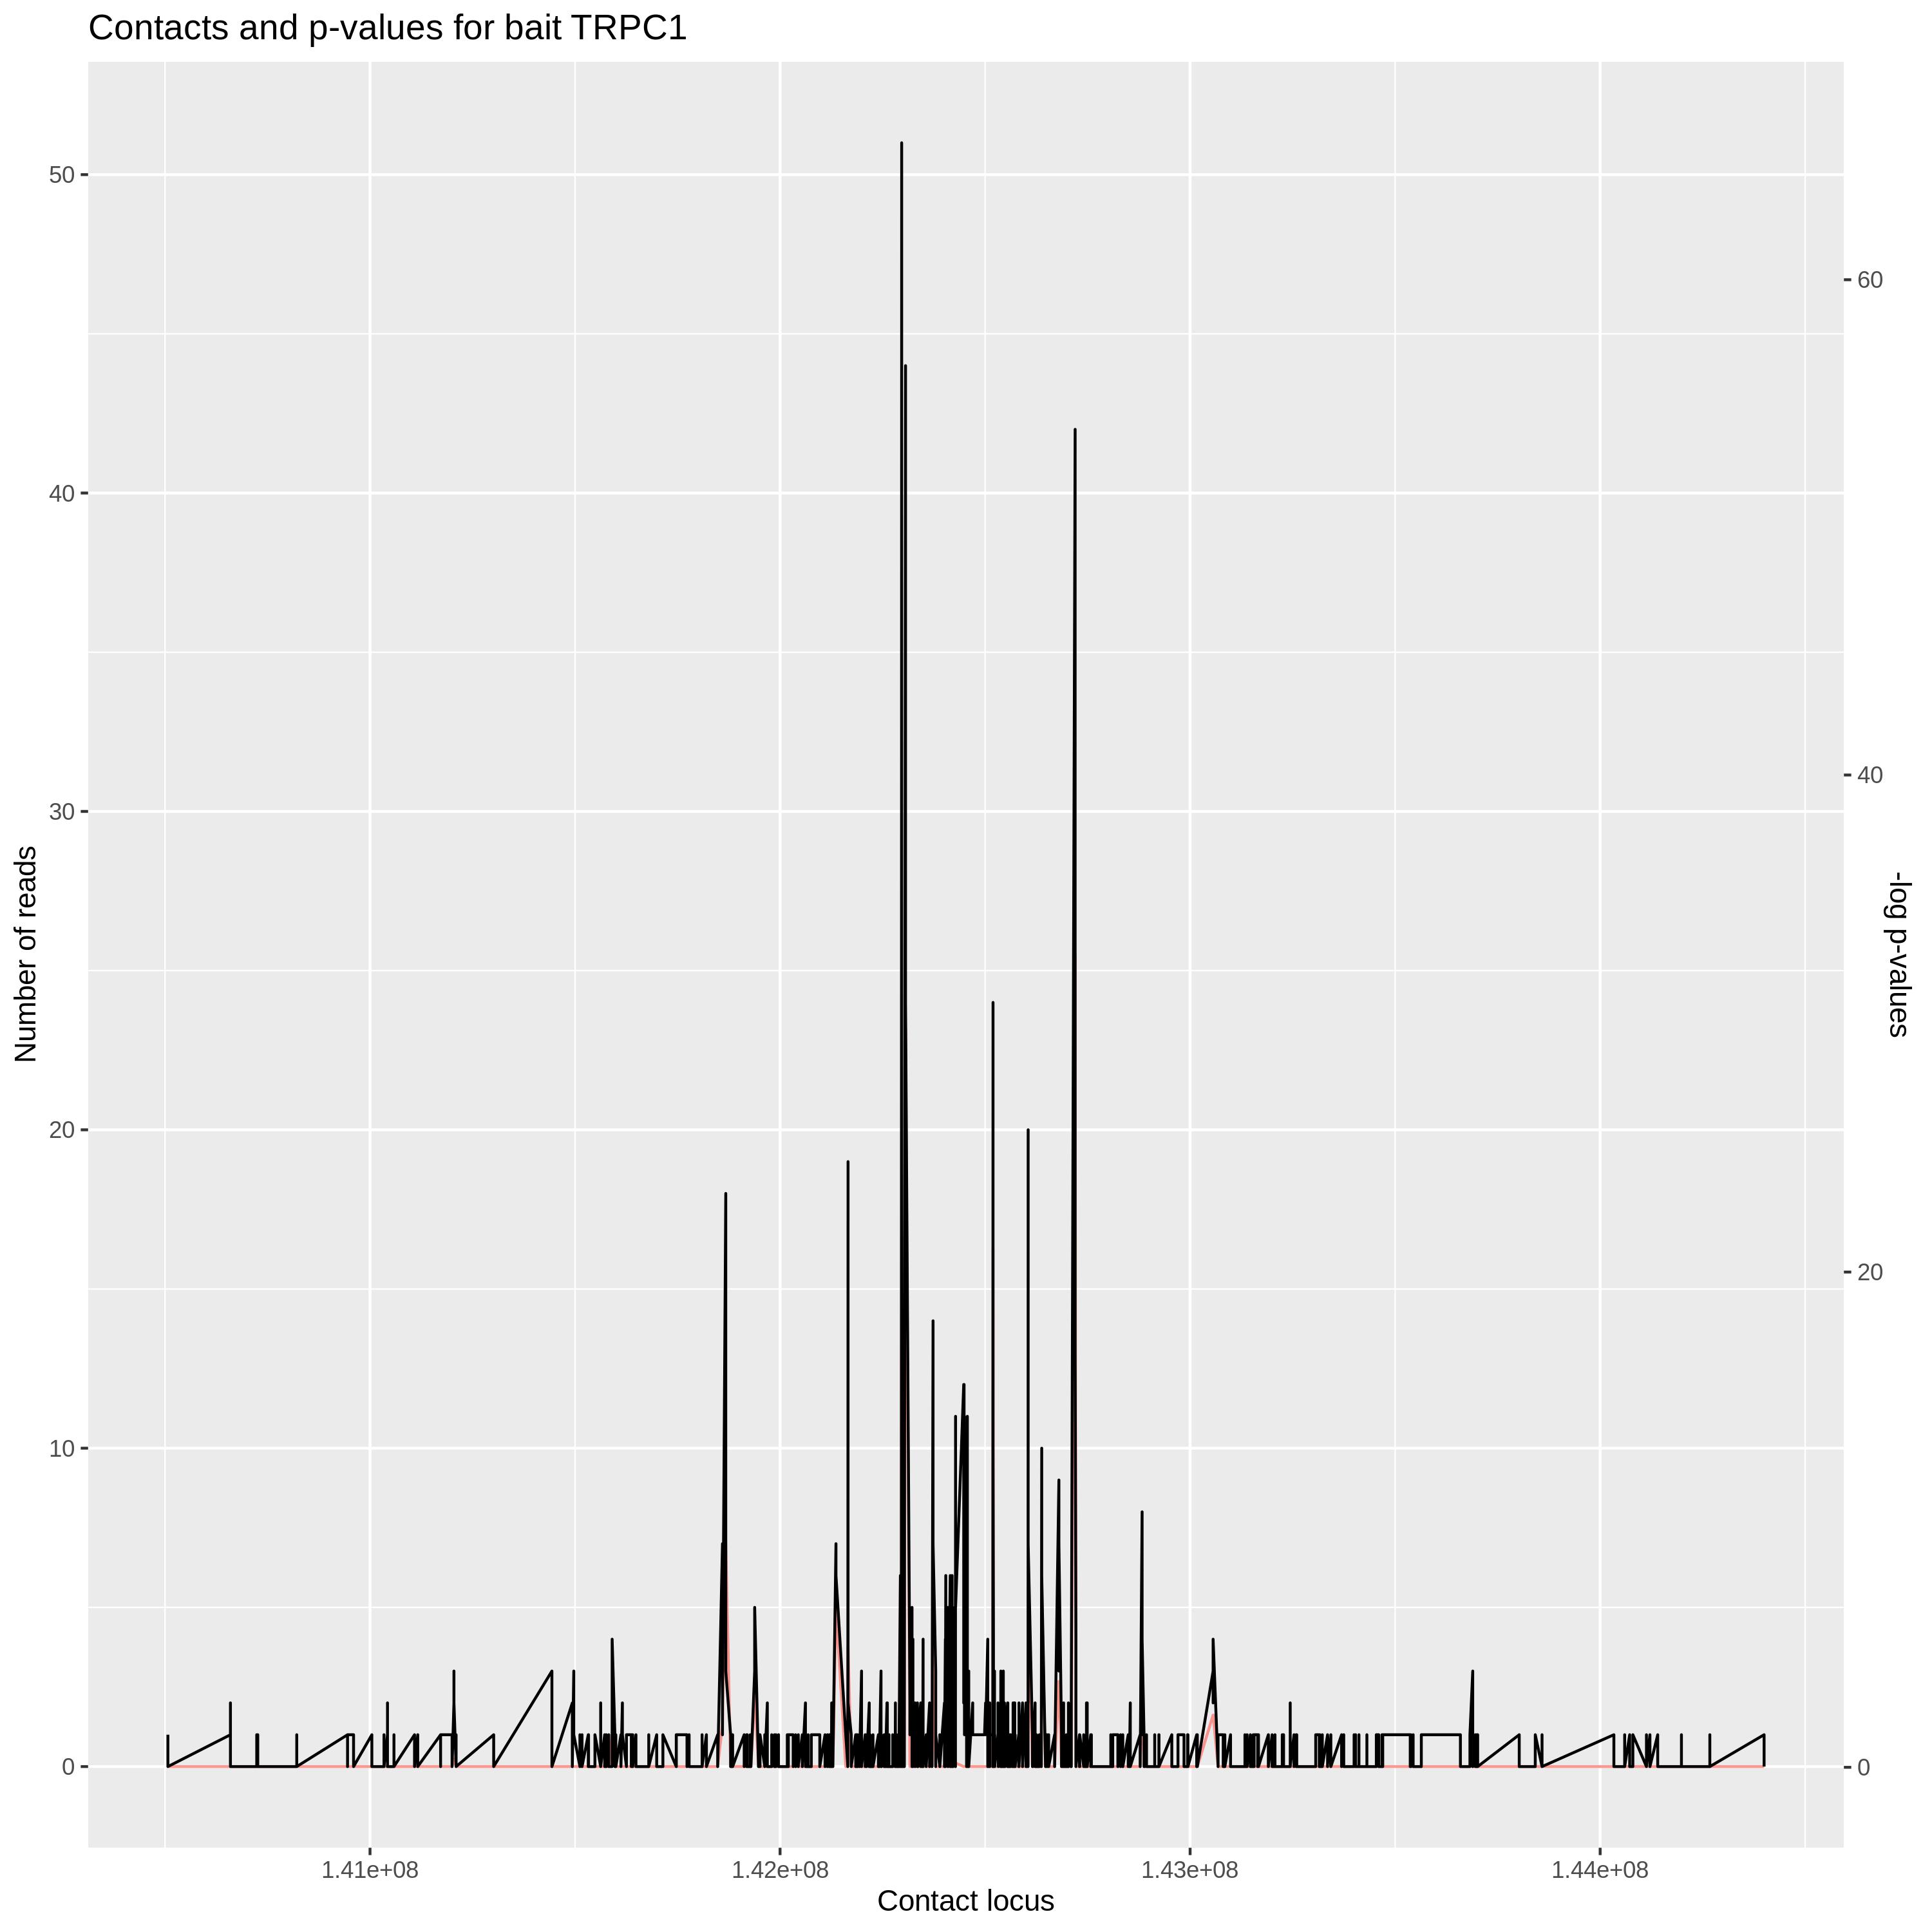 Contacts and p-values for bait TRPC1
50
40
30
20
10
0
Number of reads
60
40
20
0
-log p-values
1.41e+08
1.42e+08
1.43e+08
1.44e+08
Contact locus